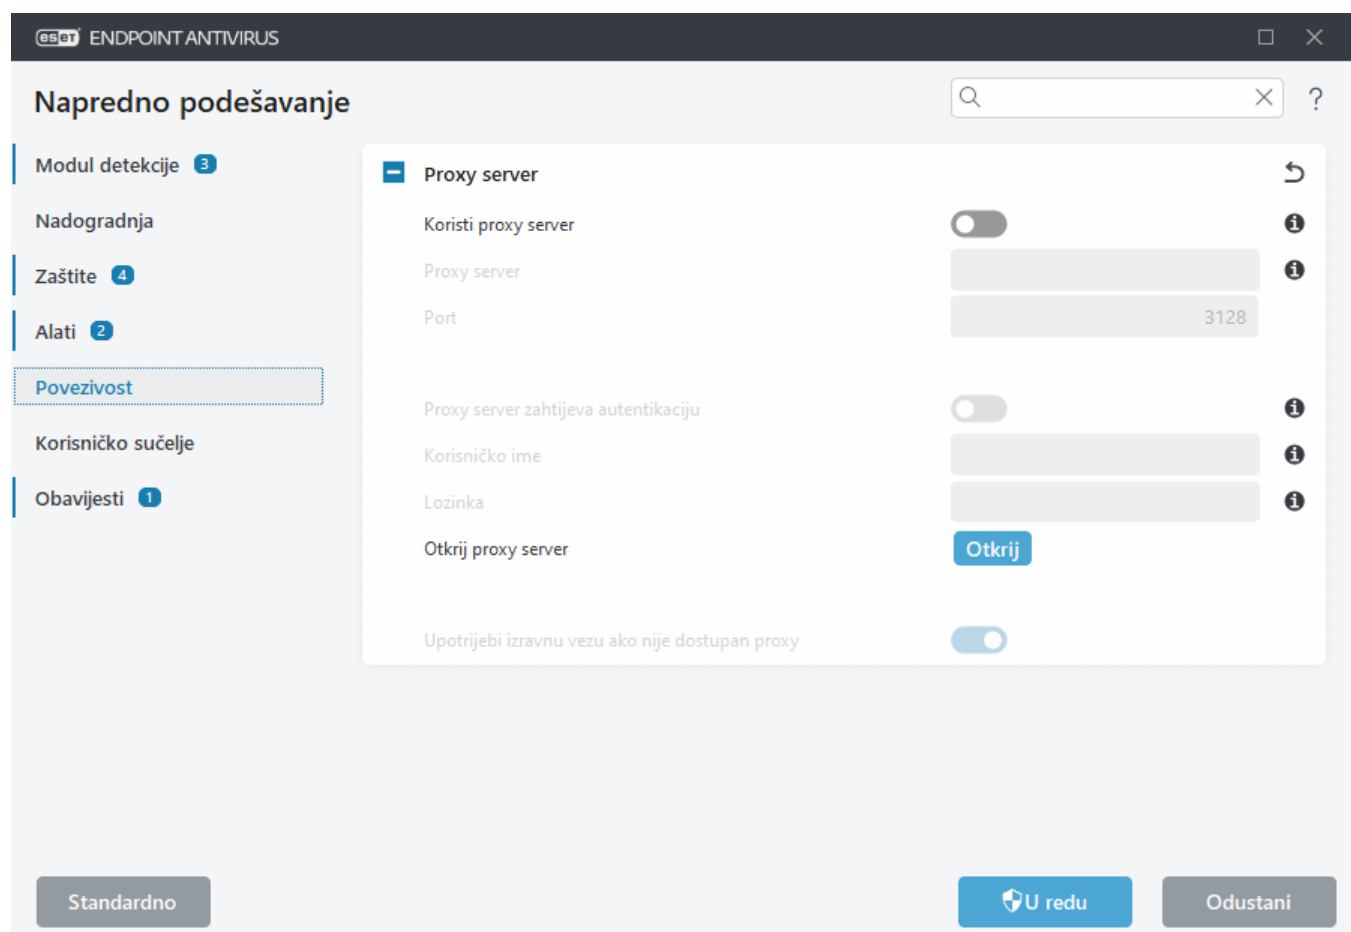 eset ENDPOINT ANTIVIRUS
Napredno podešavanje
?
Modul detekcije 3
Nadogradnja
Zaštite 4
Alati 2
Povezivost
Korisničko sučelje
Obavijesti 1
Proxy server
Koristi proxy server
Proxy server
Port 3128
Proxy server zahtijeva autentikaciju
Korisničko ime
Lozinka
Otkrij proxy server Otkrij
Upotrijebi izravnu vezu ako nije dostupan proxy
Standardno U redu Odustani